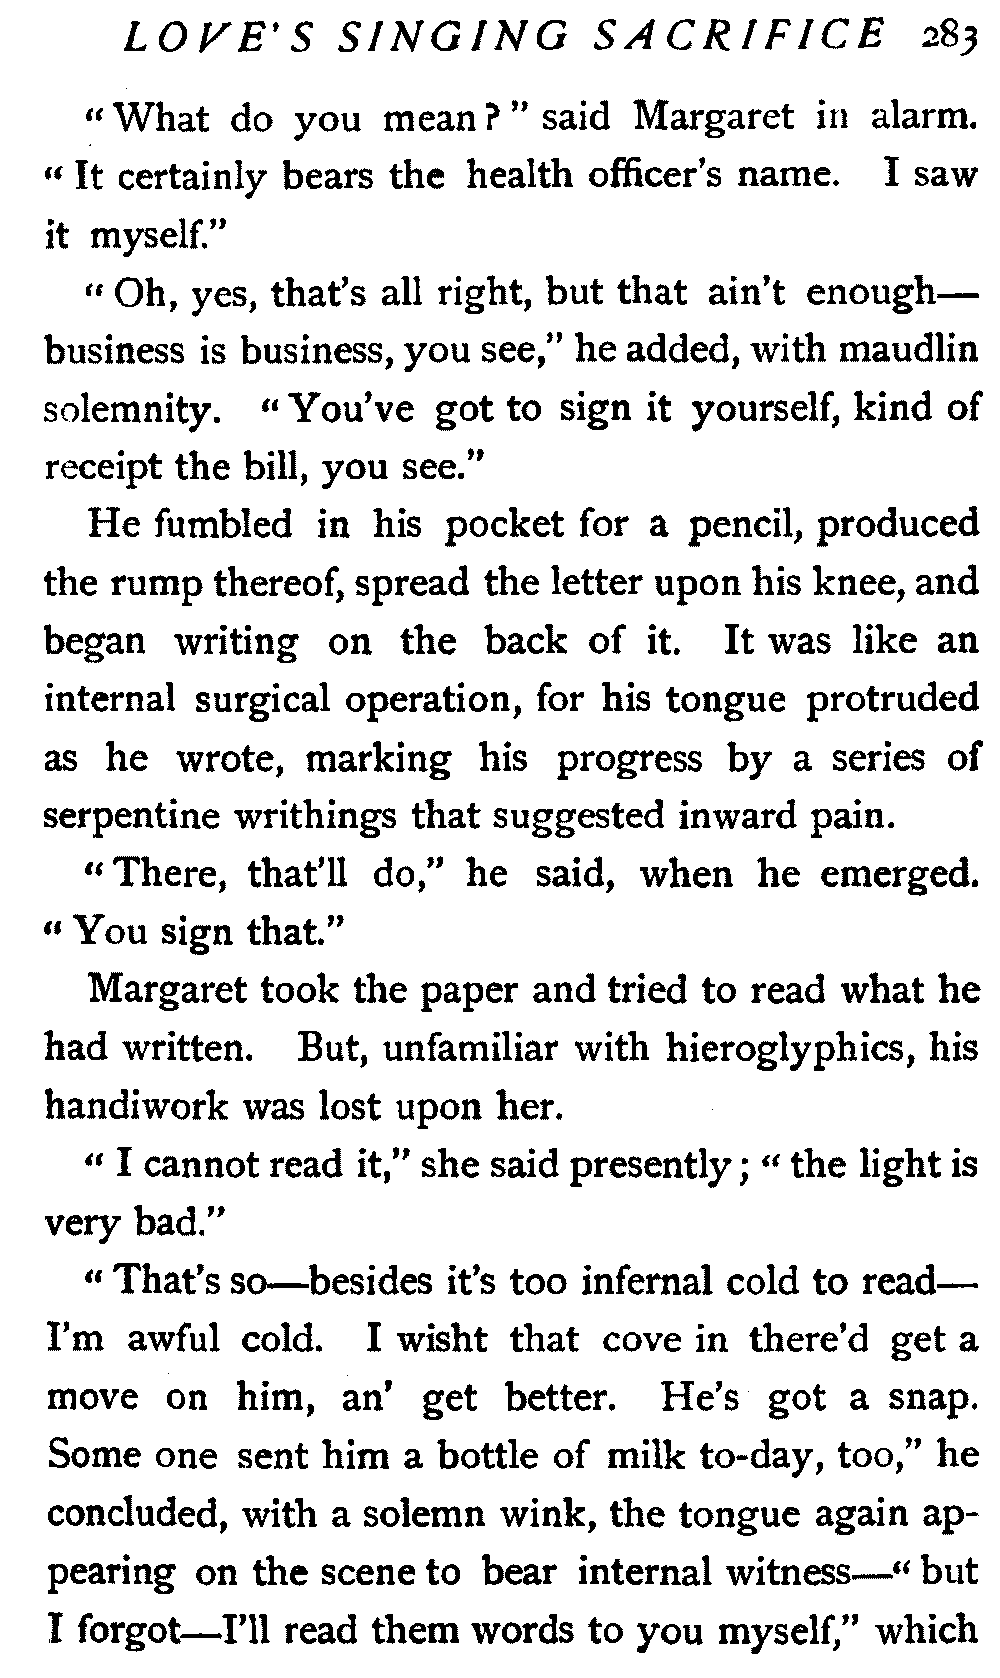 LOVE'S SINGING SACRIFICE 283
“What do you mean?” said Margaret in alarm.
“It certainly bears the health officer's name. I saw
it myself.”
“Oh, yes, that's all right, but that ain't enough—
business is business, you see,” he added, with maudlin
solemnity. “You've got to sign it yourself, kind of
receipt the bill, you see.”
He fumbled in his pocket for a pencil, produced
the rump thereof, spread the letter upon his knee, and
began writing on the back of it. It was like an
internal surgical operation, for his tongue protruded
as he wrote, marking his progress by a series of
serpentine writhings that suggested inward pain.
“There, that'll do,” he said, when he emerged.
“You sign that.”
Margaret took the paper and tried to read what he
had written. But, unfamiliar with hieroglyphics, his
handiwork was lost upon her.
“I cannot read it,” she said presently; “the light is
very bad.”
“That's so—besides it's too infernal cold to read—
I'm awful cold. I wisht that cove in there'd get a
move on him, an' get better. He's got a snap.
Some one sent him a bottle of milk to-day, too,” he
concluded, with a solemn wink, the tongue again ap-
pearing on the scene to bear internal witness—“but
I forgot—I'll read them words to you myself,” which